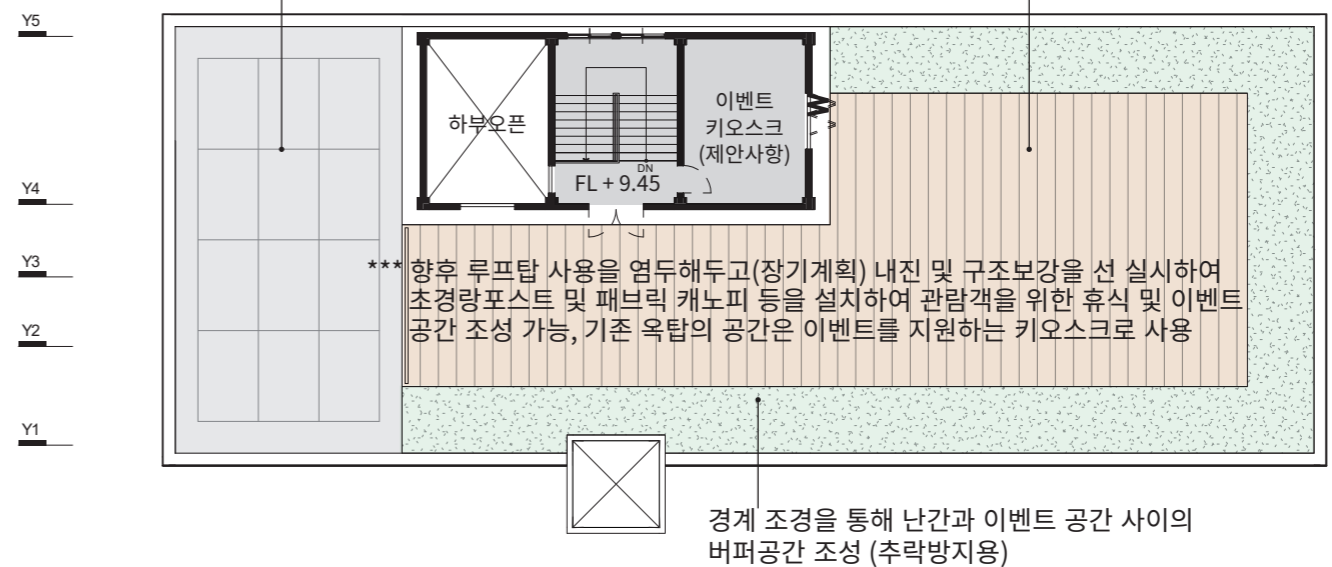 Y5
하부오픈
이벤트
키오스크
(제안사항)
DN
FL + 9.45
Y4
Y3
*** 향후 루프탑 사용을 염두해두고(장기계획) 내진 및 구조보강을 선 실시하여
초경량포스트 및 패브릭 캐노피 등을 설치하여 관람객을 위한 휴식 및 이벤트
공간 조성 가능, 기존 옥탑의 공간은 이벤트를 지원하는 키오스크로 사용
Y2
Y1
경계 조경을 통해 난간과 이벤트 공간 사이의
버퍼공간 조성 (추락방지용)